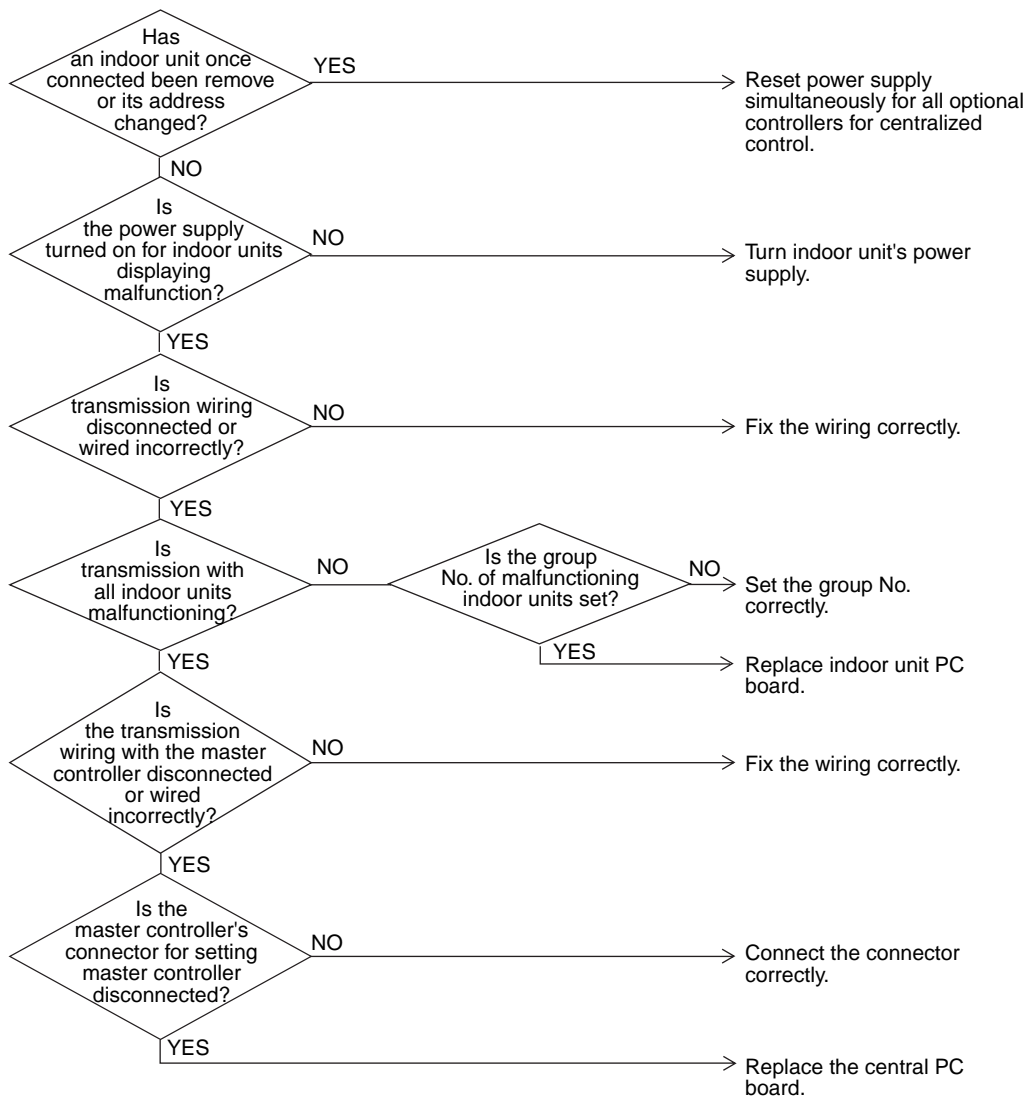 Has
an indoor unit once
connected been remove
or its address
changed?
YES
Reset power supply
simultaneously for all optional
controllers for centralized
control.
NO
Is
the power supply
turned on for indoor units
displaying
malfunction?
NO
Turn indoor unit's power
supply.
YES
Is
transmission wiring
disconnected or
wired incorrectly?
NO
Fix the wiring correctly.
YES
Is
transmission with
all indoor units
malfunctioning?
NO
Is the group
No. of malfunctioning
indoor units set?
NO
Set the group No.
correctly.
YES
Replace indoor unit PC
board.
YES
Is
the transmission
wiring with the master
controller disconnected
or wired
incorrectly?
NO
Fix the wiring correctly.
YES
Is the
master controller's
connector for setting
master controller
disconnected?
NO
Connect the connector
correctly.
YES
Replace the central PC
board.